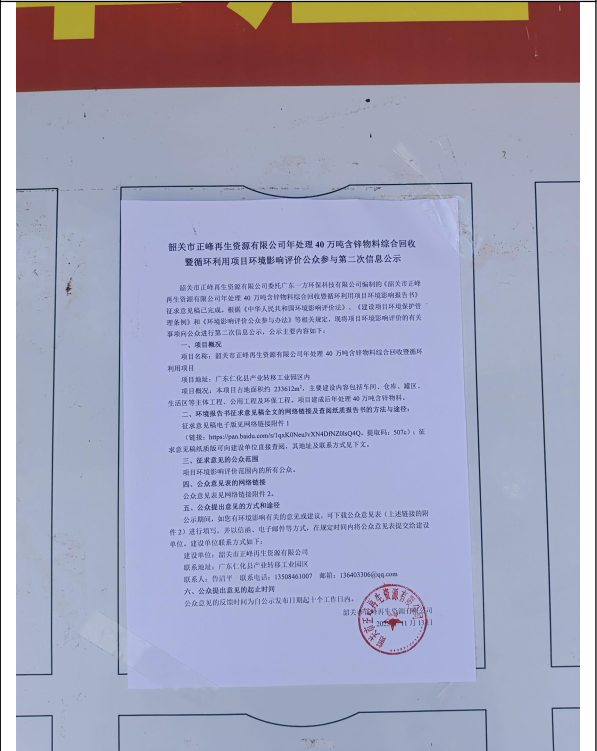 韶关市正峰再生资源有限公司年处理 40 万吨含锌物料综合回收
暨循环利用项目环境影响评价公众参与第二次信息公示
韶关市正峰再生资源有限公司委托广东一方环保科技有限公司编制的《韶关市正峰
再生资源有限公司年处理 40 万吨含锌物料综合回收暨循环利用项目环境影响报告书》
征求意见稿已完成。根据《中华人民共和国环境影响评价法》、《建设项目环境保护管
理条例》和《环境影响评价公众参与办法》等相关规定，现将项目环境影响评价的有关
事项向公众进行第二次信息公示，公示主要内容如下：
一、项目概况
项目名称：韶关市正峰再生资源有限公司年处理 40 万吨含锌物料综合回收暨循环
利用项目
项目地址：广东仁化县产业转移工业园区内
项目概况：本项目占地面积约 233612m²，主要建设内容包括车间、仓库、罐区、
生活区等主体工程、公用工程及环保工程。项目建成后年处理 40 万吨含锌物料。
二、环境报告书征求意见稿全文的网络链接及查阅纸质报告书的方法与途径：
征求意见稿电子版见网络链接附件 1
（链接：https://pan.baidu.com/s/1qxK0NeuJvXN4DfNZ0IsQ4Q，提取码：507c），征
求意见稿纸质版可向建设单位直接查阅，其地址及联系方式见下文。
三、征求意见的公众范围
项目环境影响评价范围内的所有公众。
四、公众意见表的网络链接
公众意见表见网络链接附件 2。
五、公众提出意见的方式和途径
公示期间，如您有环境影响有关的意见或建议，可下载公众意见表（上述链接的附
件 2）进行填写，并以信函、电子邮件等方式，在规定时间内将公众意见表提交给建设
单位。建设单位联系方式如下：
建设单位：韶关市正峰再生资源有限公司
联系地址：广东仁化县产业转移工业园区
联系人：鲁清平 联系电话：13508461007 邮箱：136403306@qq.com
六、公众提出意见的起止时间
公众意见的反馈时间为自公示发布日期起十个工作日内。
韶关市正峰再生资源有限公司
11 月 13 日